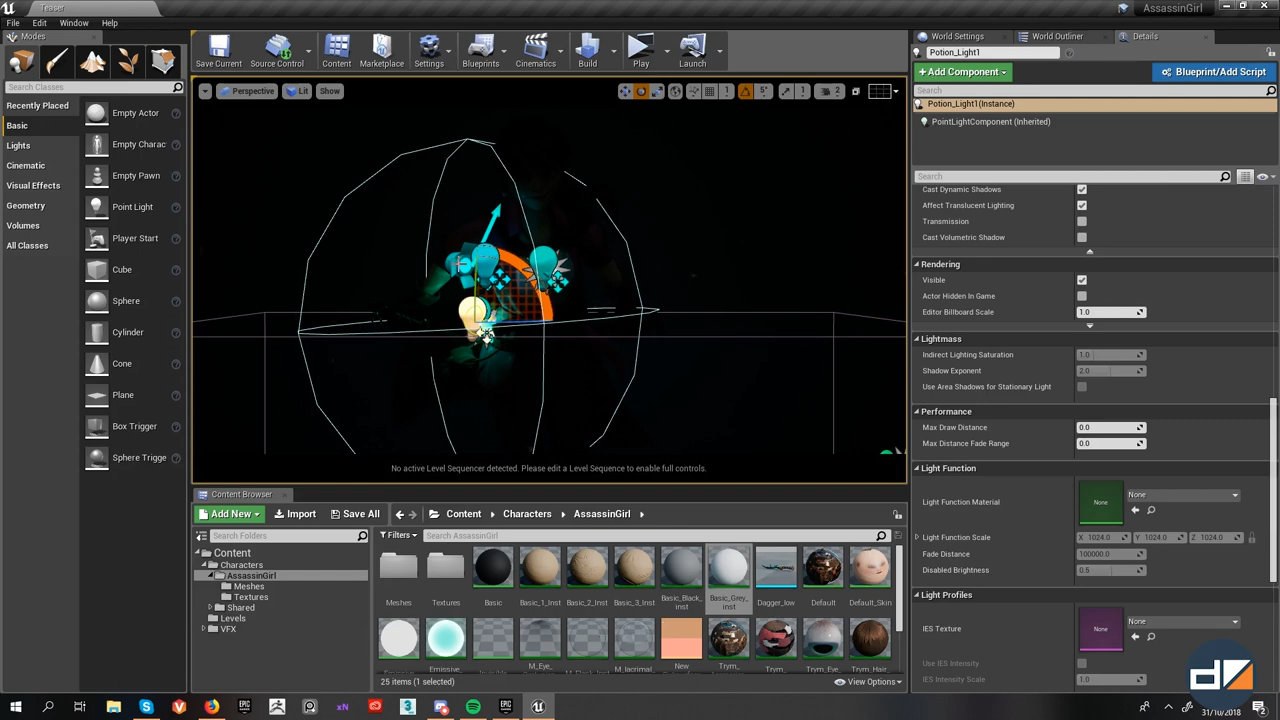 Teaser
AssassinGirl
File Edit Window Help
Modes
Search Classes
Recently Placed
Basic
Lights
Cinematic
Visual Effects
Geometry
Volumes
All Classes
Empty Actor
Empty Charac
Empty Pawn
Point Light
Player Start
Cube
Sphere
Cylinder
Cone
Plane
Box Trigger
Sphere Trigge
Save Current Source Control Content Marketplace Settings Blueprints Cinematics Build Play Launch
Perspective Lit Show
1 5° 1 2
No active Level Sequencer detected. Please edit a Level Sequence to enable full controls.
Content Browser
Add New Import Save All Content Characters AssassinGirl
Search Folders
Filters Search AssassinGirl
Content
Characters
AssassinGirl
Meshes
Textures
Shared
Levels
VFX
Meshes Textures Basic Basic_1_Inst Basic_2_Inst Basic_3_Inst Basic_Black_inst Basic_Grey_inst Dagger_low Default Default_Skin
M_Eye_ New Trym_ Trym_ Trym_Eye_ Trym_Hair_
25 items (1 selected) View Options
World Settings World Outliner Details
Potion_Light1
+Add Component Blueprint/Add Script
Search
Potion_Light1(Instance)
PointLightComponent (Inherited)
Search
Cast Dynamic Shadows
Affect Translucent Lighting
Transmission
Cast Volumetric Shadow
Rendering
Visible
Actor Hidden In Game
Editor Billboard Scale 1.0
Lightmass
Indirect Lighting Saturation 1.0
Shadow Exponent 2.0
Use Area Shadows for Stationary Light
Performance
Max Draw Distance 0.0
Max Distance Fade Range 0.0
Light Function
Light Function Material None None
Light Function Scale X 1024.0 Y 1024.0 Z 1024.0
Fade Distance 100000.0
Disabled Brightness 0.5
Light Profiles
IES Texture None None
Use IES Intensity
IES Intensity Scale 1.0
31/10/2018